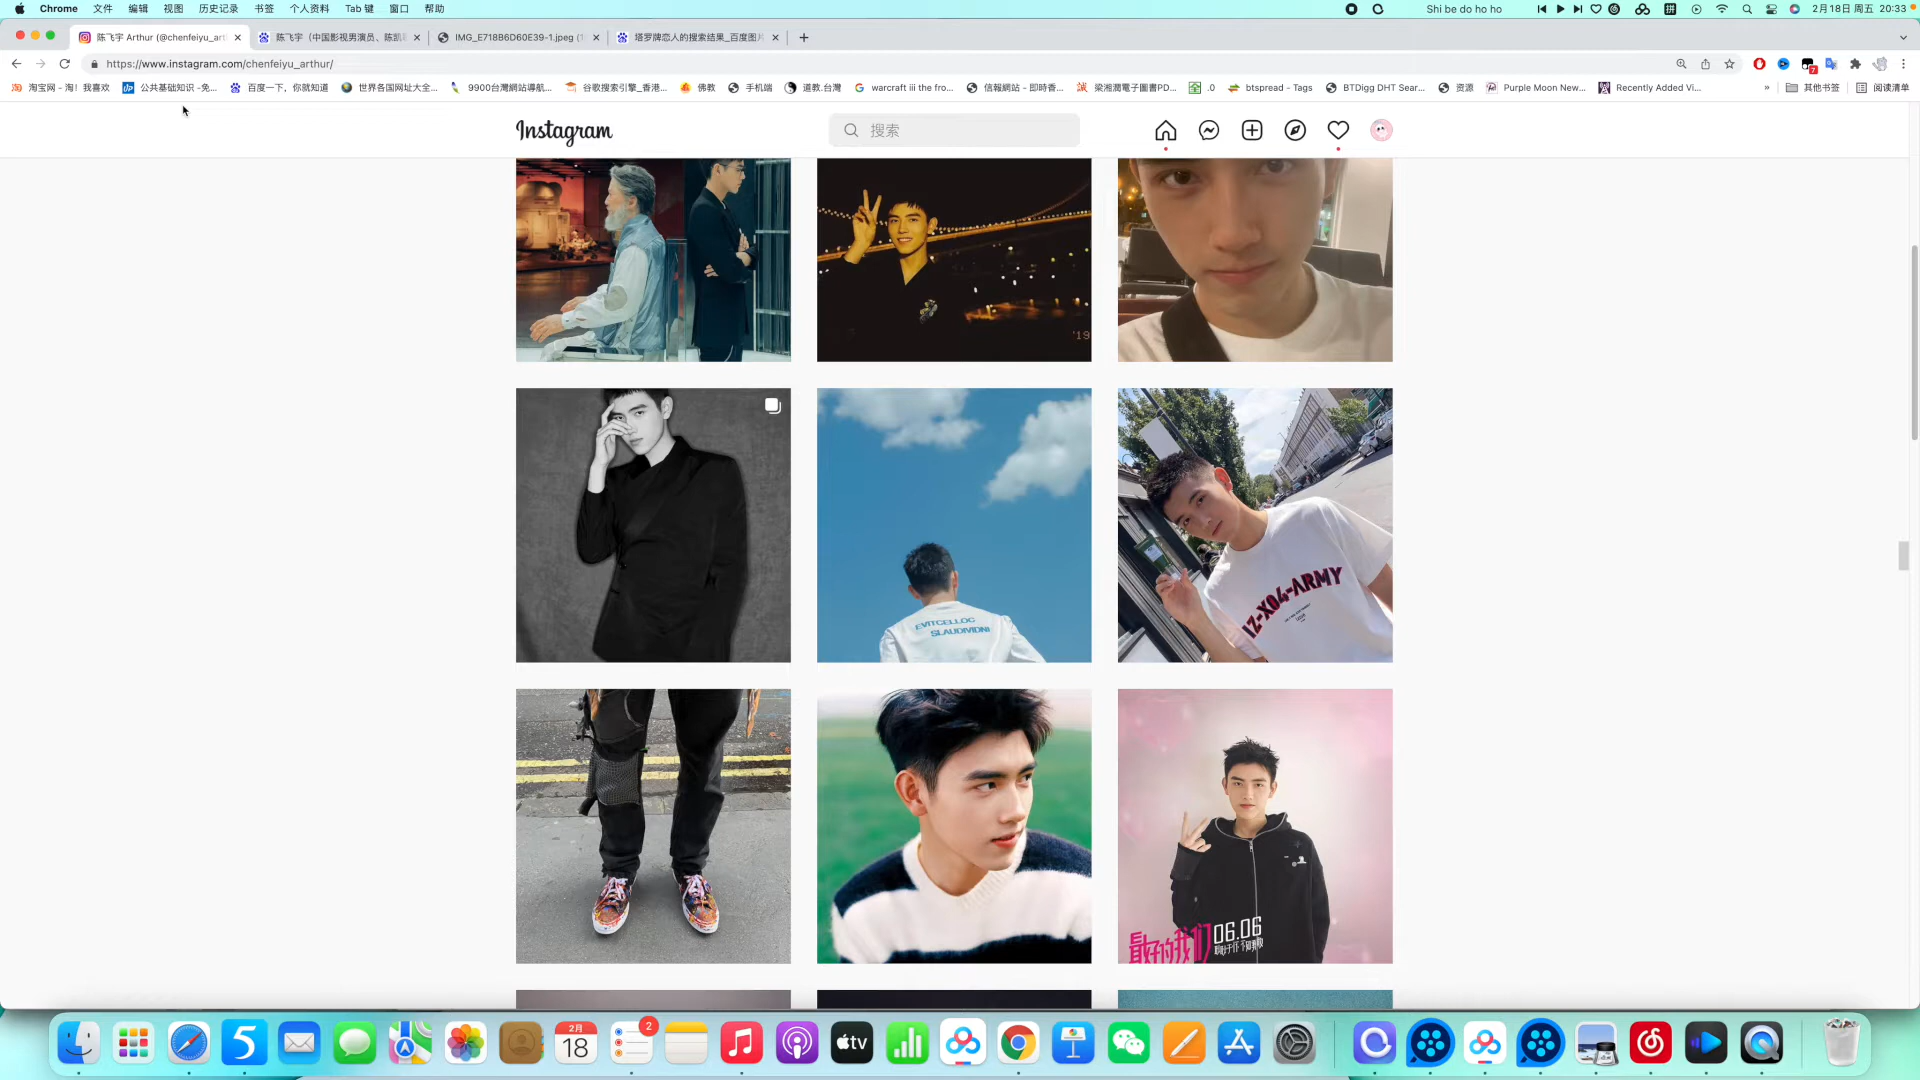 Chrome 文件 编辑 视图 历史记录 书签 个人资料 Tab 键 窗口 帮助
Shi be do ho ho
2月18日 周五 20:33
陈飞宇 Arthur (@chenfeiyu_art
陈飞宇（中国影视男演员、陈凯
IMG_E718B6D60E39-1.jpeg (1
塔罗牌恋人的搜索结果_百度图片
https://www.instagram.com/chenfeiyu_arthur/
7
淘宝网 - 淘！我喜欢
公共基础知识 -免...
百度一下，你就知道
世界各国网址大全...
9900台灣網站導航...
谷歌搜索引擎_香港...
佛教
手机端
道教.台灣
warcraft iii the fro...
信報網站 - 即時香...
梁湘潤電子圖書PD...
.0
btspread - Tags
BTDigg DHT Sear...
资源
Purple Moon New...
Recently Added Vi...
»
其他书签
阅读清单
Instagram
搜索
'19
EVITCELLOC
SLAUDIVIDNI
IZ-X04-ARMY
最好的我们
06.06
2月
18
2
tv
5